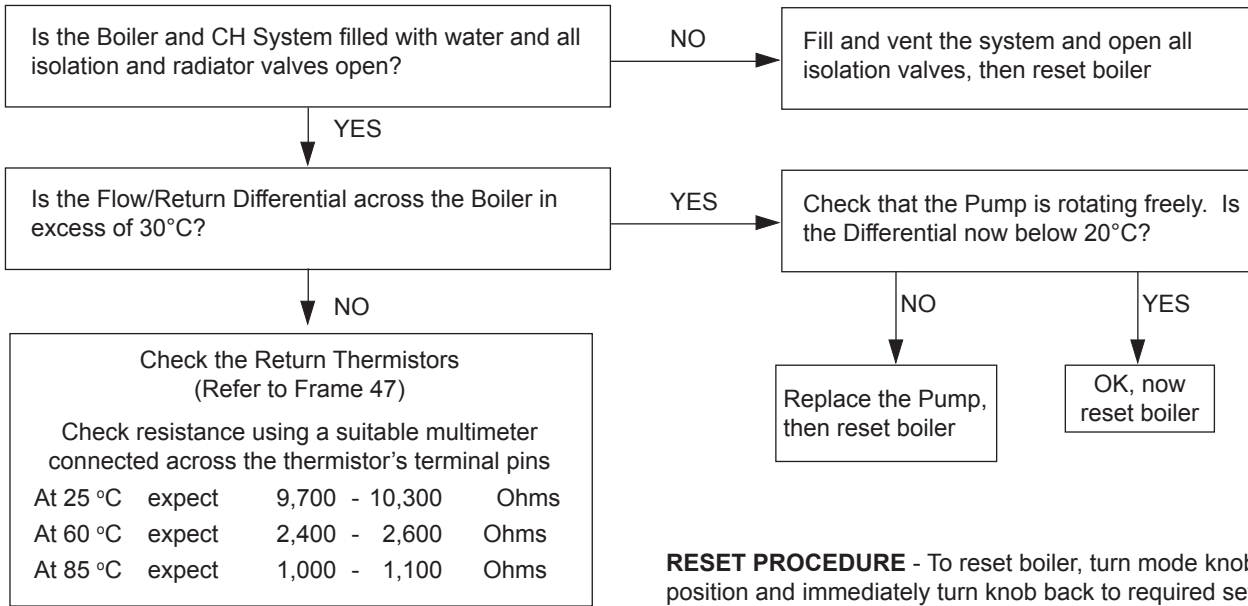 Is the Boiler and CH System filled with water and all
isolation and radiator valves open?
NO
Fill and vent the system and open all
isolation valves, then reset boiler
YES
Is the Flow/Return Differential across the Boiler in
excess of 30°C?
YES
Check that the Pump is rotating freely.  Is
the Differential now below 20°C?
NO
NO
YES
Check the Return Thermistors
(Refer to Frame 47)
Check resistance using a suitable multimeter
connected across the thermistor's terminal pins
At 25 °C expect 9,700 - 10,300 Ohms
At 60 °C expect 2,400 - 2,600 Ohms
At 85 °C expect 1,000 - 1,100 Ohms
Replace the Pump,
then reset boiler
OK, now
reset boiler
RESET PROCEDURE - To reset boiler, turn mode knob
position and immediately turn knob back to required se